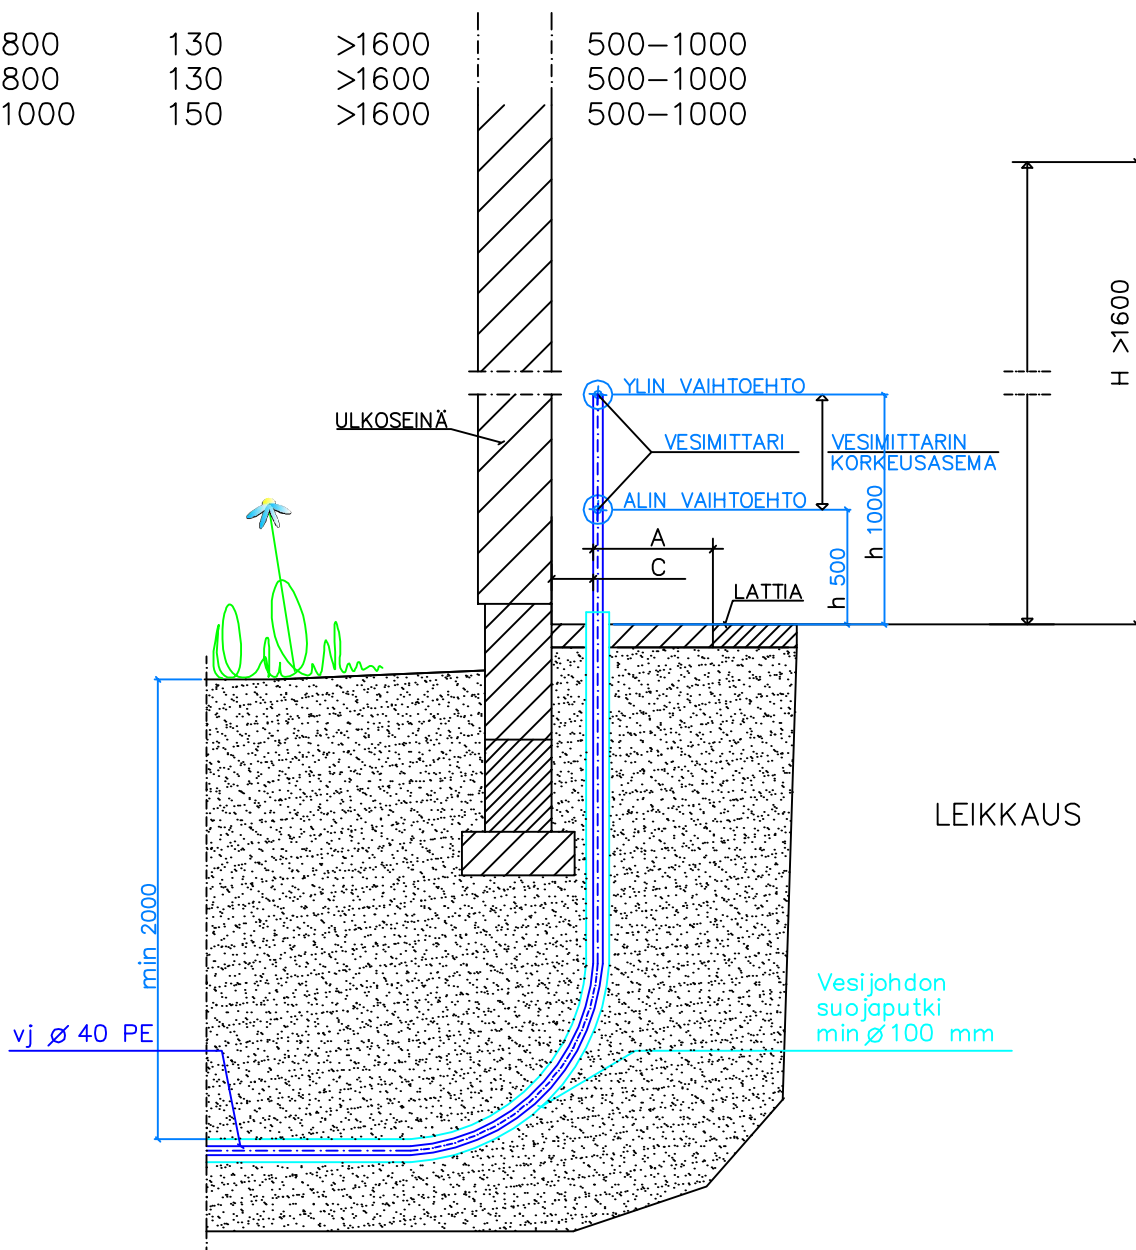 800 130 >1600 500-1000
800 130 >1600 500-1000
1000 150 >1600 500-1000
H >1600
YLIN VAIHTOEHTO
ULKOSEINÄ
VESIMITTARI
VESIMITTARIN
KORKEUSASEMA
ALIN VAIHTOEHTO
h 1000
h 500
A
C
LATTIA
LEIKKAUS
min 2000
Vesijohdon
suojaputki
min Ø 100 mm
vj Ø 40 PE